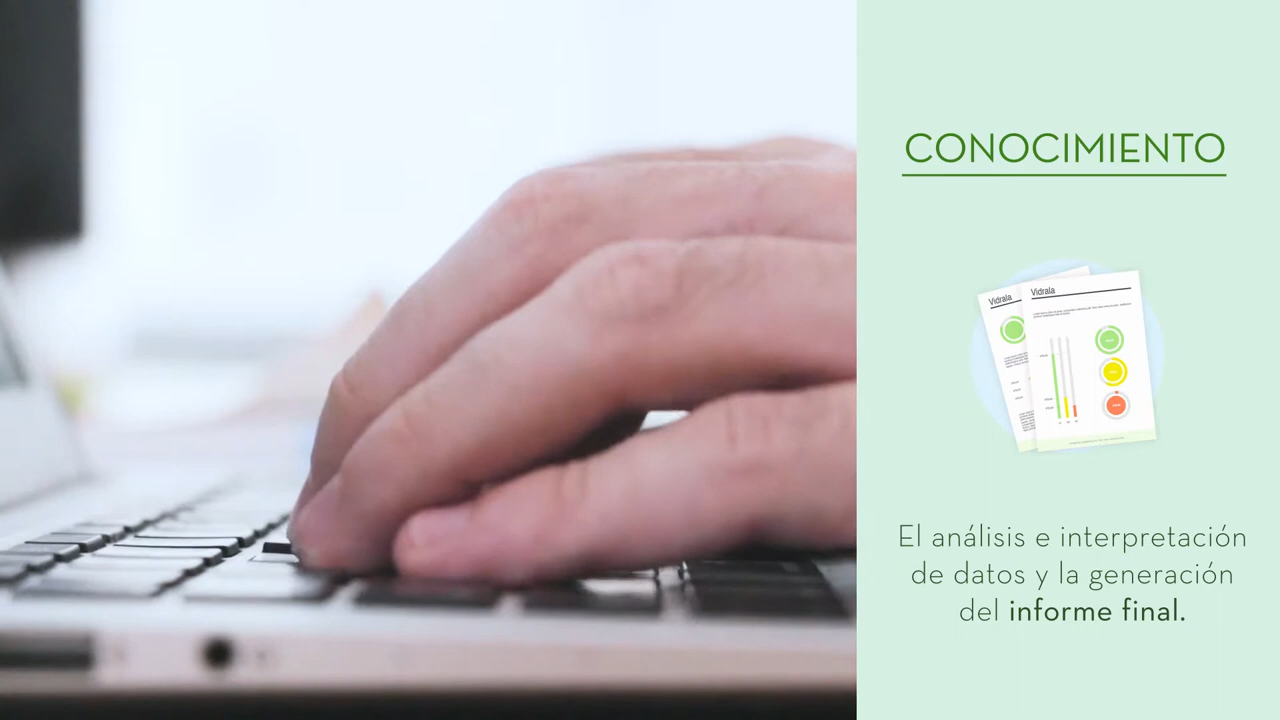 CONOCIMIENTO
Vidrala
Vidrala
El análisis e interpretación
de datos y la generación
del informe final.